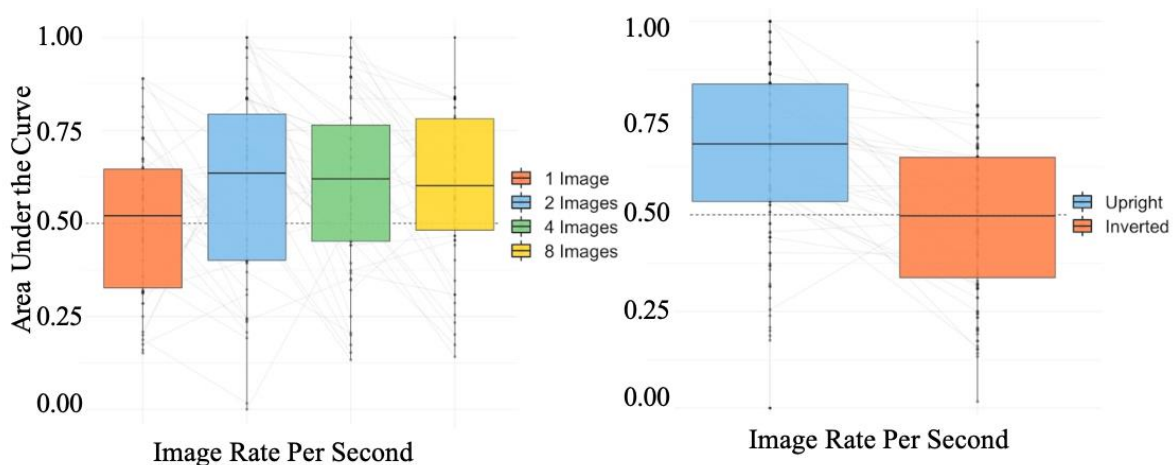 Area Under the Curve
1.00
0.75
0.50
0.25
0.00
Image Rate Per Second
1 Image
2 Images
4 Images
8 Images
1.00
0.75
0.50
0.25
0.00
Image Rate Per Second
Upright
Inverted